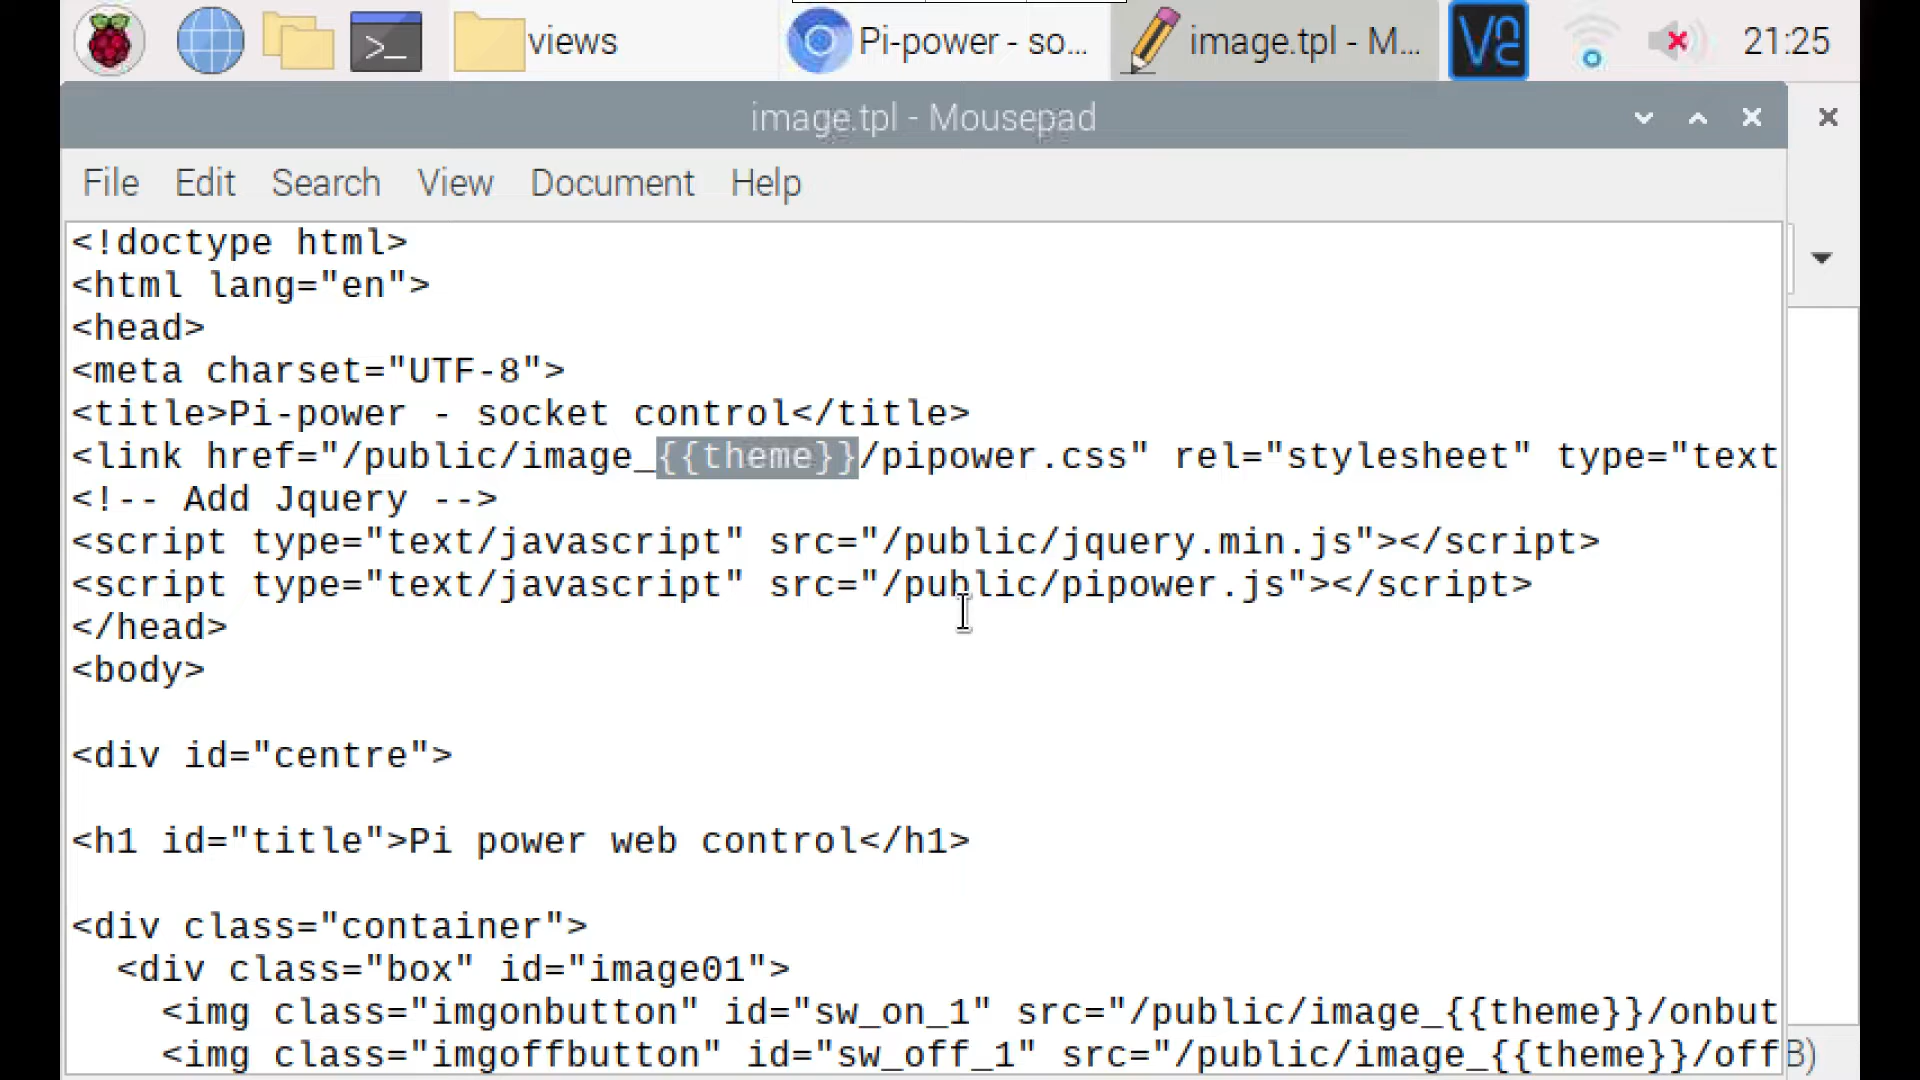 views
Pi-power - so...
image.tpl - M...
21:25
image.tpl - Mousepad
File Edit Search View Document Help
<!doctype html>
<html lang="en">
<head>
<meta charset="UTF-8">
<title>Pi-power - socket control</title>
<link href="/public/image_{{theme}}/pipower.css" rel="stylesheet" type="text
<!-- Add Jquery -->
<script type="text/javascript" src="/public/jquery.min.js"></script>
<script type="text/javascript" src="/public/pipower.js"></script>
</head>
<body>
<div id="centre">
<h1 id="title">Pi power web control</h1>
<div class="container">
<div class="box" id="image01">
<img class="imgonbutton" id="sw_on_1" src="/public/image_{{theme}}/onbut
<img class="imgoffbutton" id="sw_off_1" src="/public/image_{{theme}}/off
B)